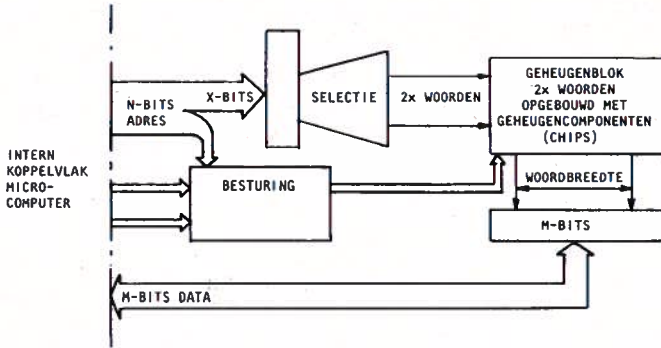 GEHEUGENBLOK
2x WOORDEN
OPGEBOUWD MET
GEHEUGENCOMPONENTEN
(CHIPS)
X-BITS
N-BITS
ADRES
SELECTIE
2x WOORDEN
INTERN
KOPPELVLAK
MICRO-
COMPUTER
BESTURING
WOORDBREEDTE
M-BITS
M-BITS DATA